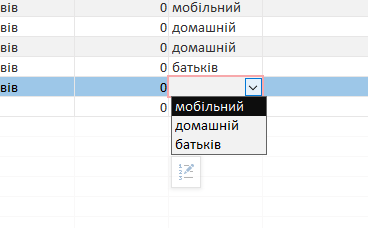 вів 0 мобільний
вів 0 домашній
вів 0 домашній
вів 0 батьків
вів 0
0
мобільний
домашній
батьків